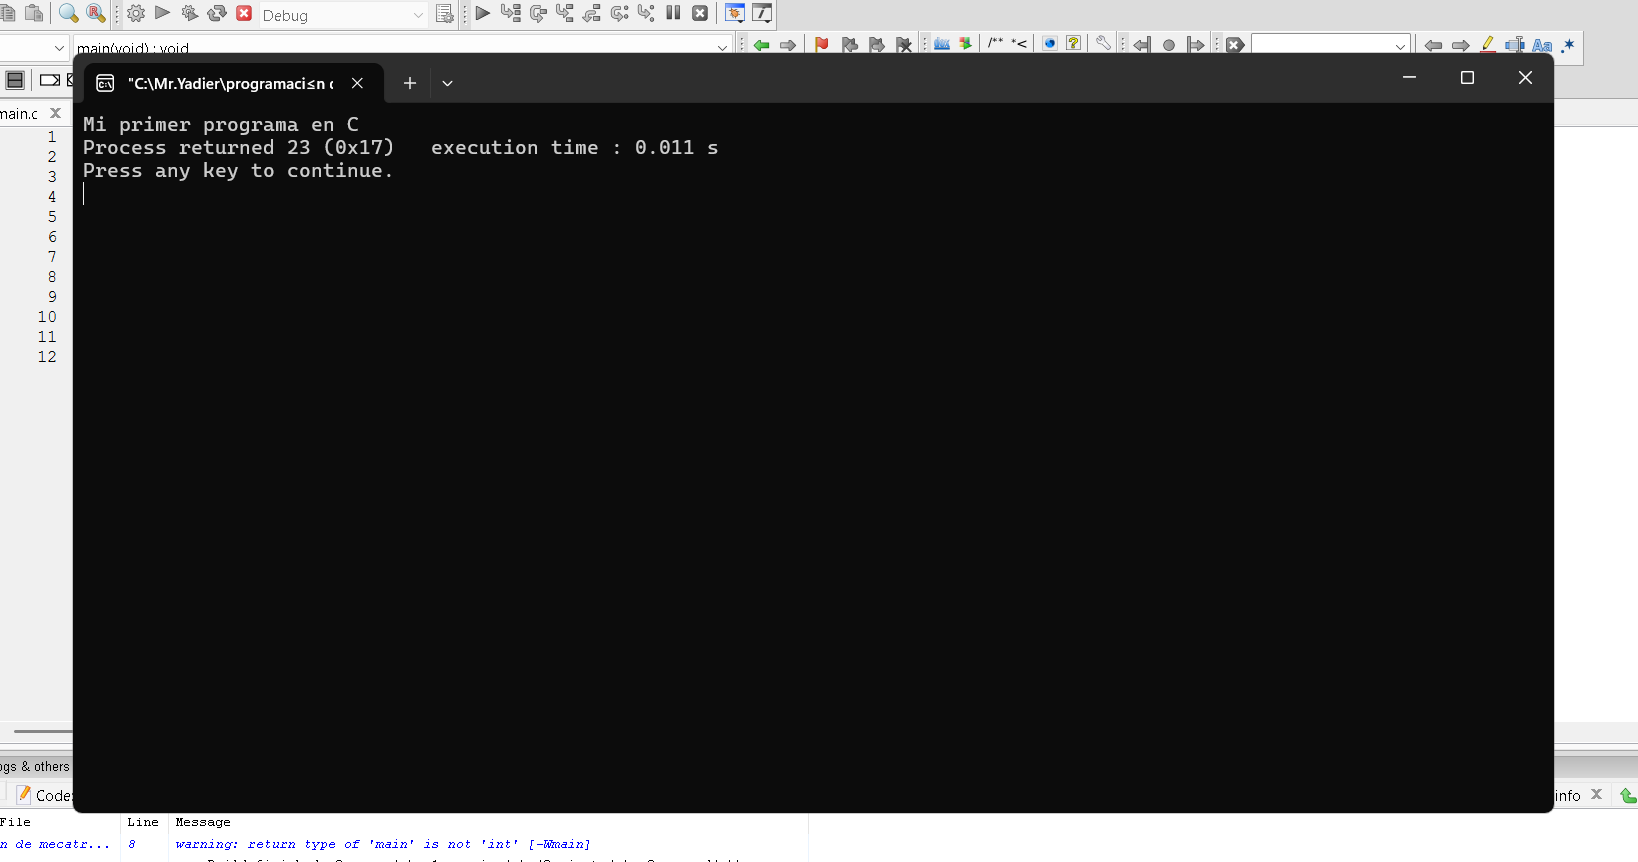 Debug
main(void) : void
/** *<
Aa .*
"C:\Mr.Yadier\programaci≤n
main.c
Mi primer programa en C
Process returned 23 (0x17)   execution time : 0.011 s
Press any key to continue.
1
2
3
4
5
6
7
8
9
10
11
12
& others
info
File Line Message
n de mecatr... 8 warning: return type of 'main' is not 'int' [-Wmain]